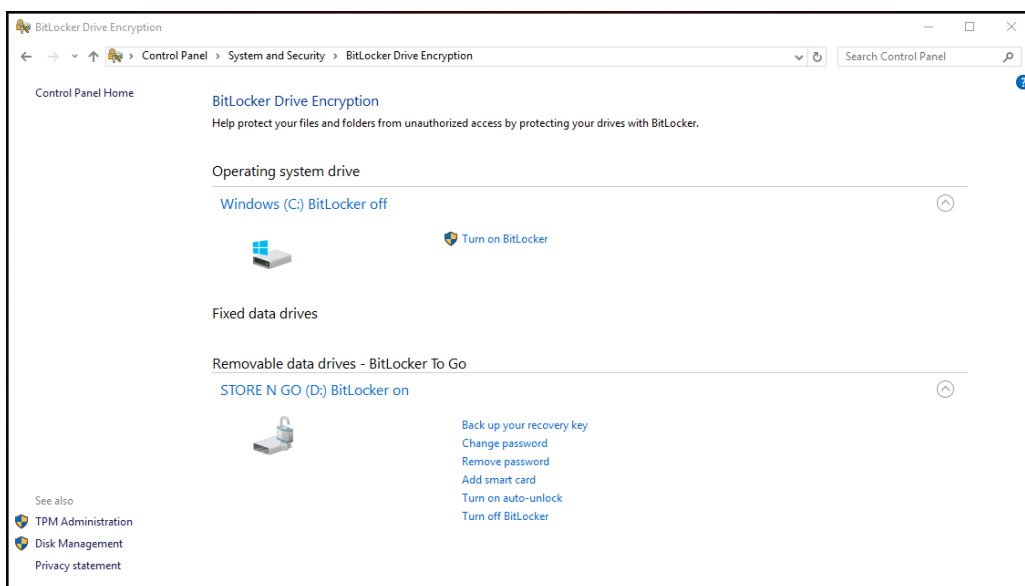 BitLocker Drive Encryption
Control Panel > System and Security > BitLocker Drive Encryption
Search Control Panel
Control Panel Home
BitLocker Drive Encryption
Help protect your files and folders from unauthorized access by protecting your drives with BitLocker.
Operating system drive
Windows (C:) BitLocker off
Turn on BitLocker
Fixed data drives
Removable data drives - BitLocker To Go
STORE N GO (D:) BitLocker on
Back up your recovery key
Change password
Remove password
Add smart card
Turn on auto-unlock
Turn off BitLocker
See also
TPM Administration
Disk Management
Privacy statement